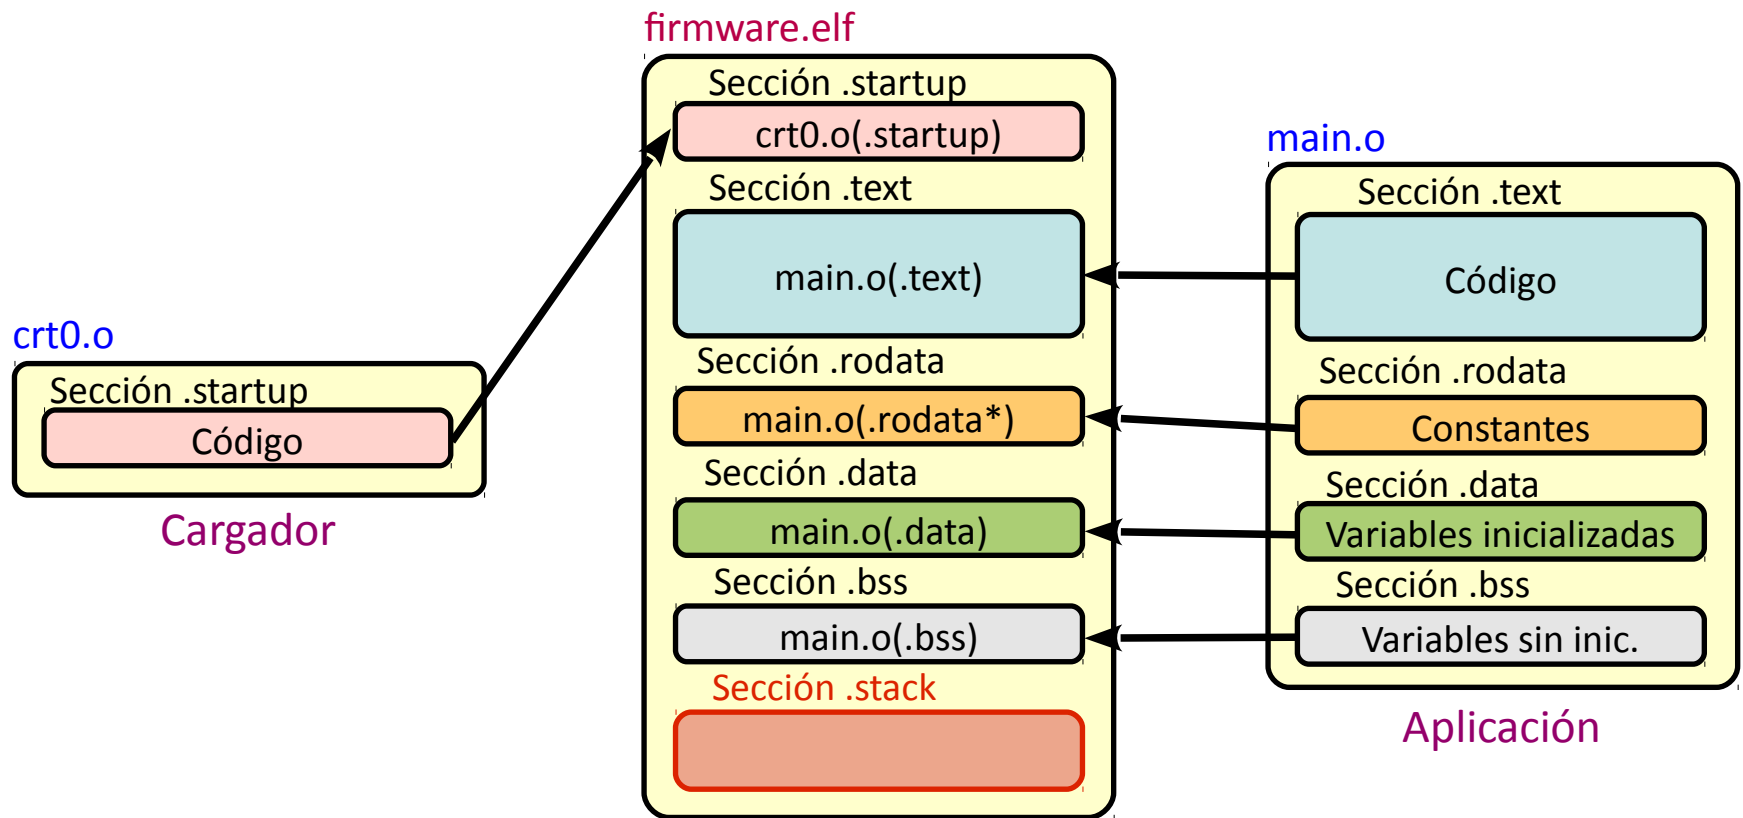 firmware.elf
Sección .startup
crt0.o(.startup)
Sección .text
main.o(.text)
Sección .rodata
main.o(.rodata*)
Sección .data
main.o(.data)
Sección .bss
main.o(.bss)
Sección .stack
crt0.o
Sección .startup
Código
Cargador
main.o
Sección .text
Código
Sección .rodata
Constantes
Sección .data
Variables inicializadas
Sección .bss
Variables sin inic.
Aplicación